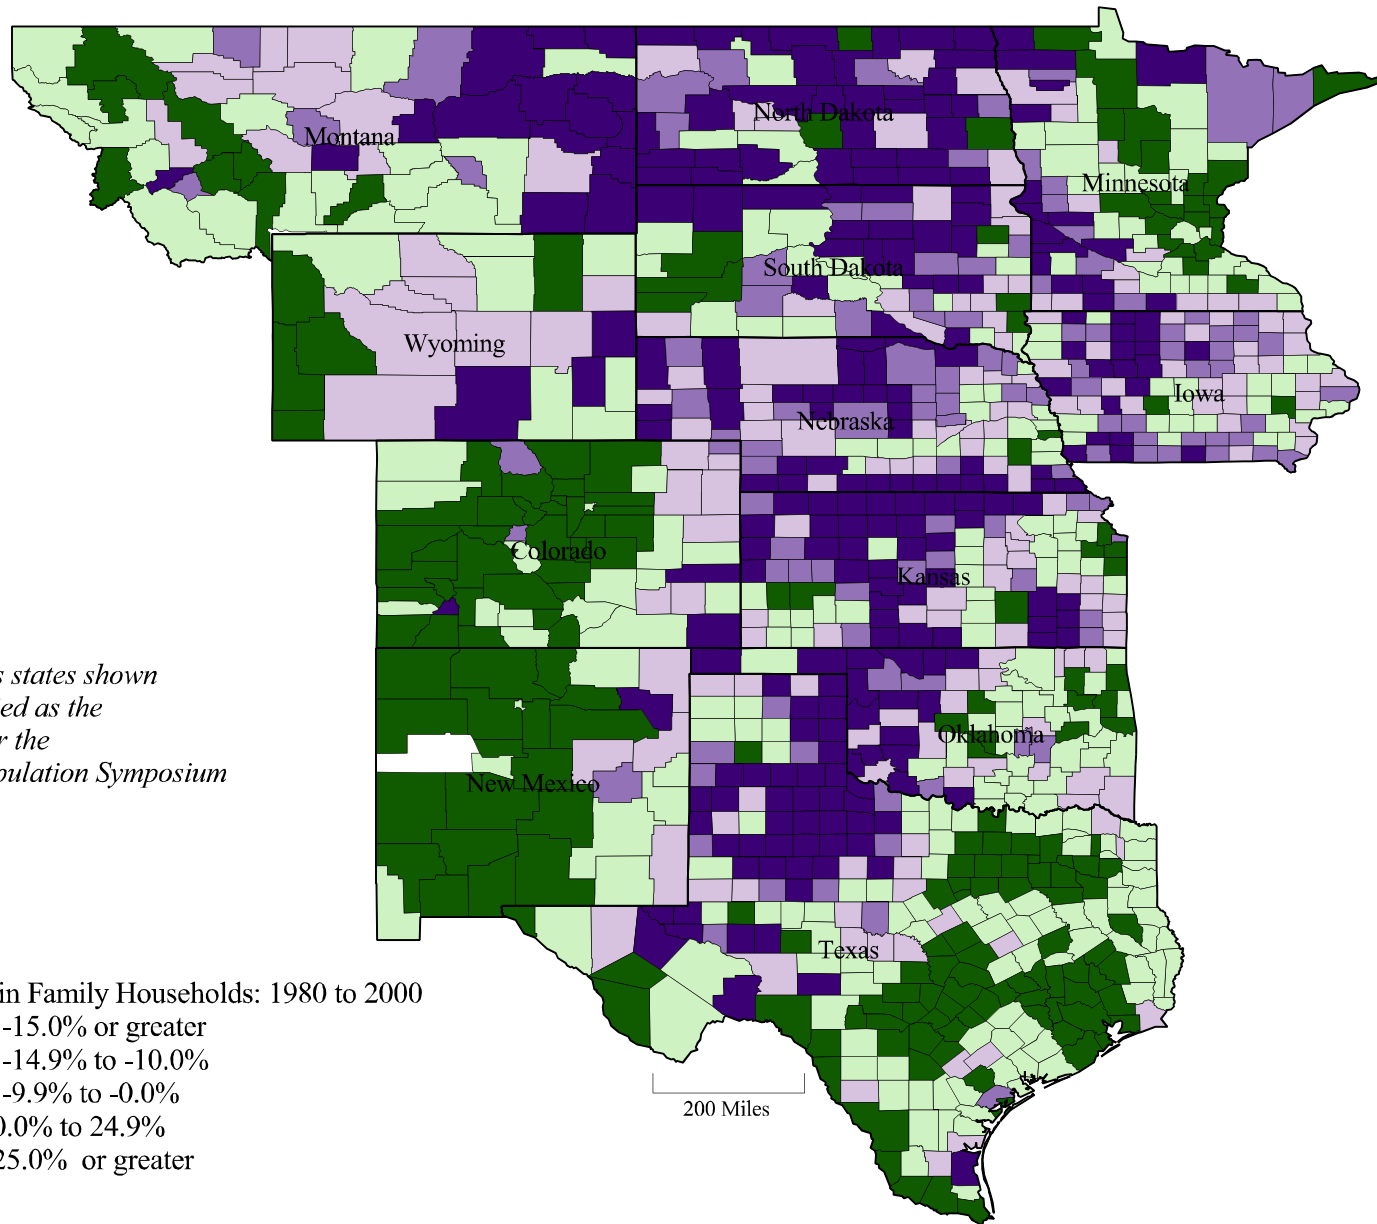 Montana
North Dakota
Minnesota
South Dakota
Wyoming
Iowa
Nebraska
Colorado
Kansas
s states shown
ed as the
r the
pulation Symposium
Oklahoma
New Mexico
Texas
in Family Households: 1980 to 2000
-15.0% or greater
-14.9% to -10.0%
-9.9% to -0.0%
0.0% to 24.9%
25.0% or greater
200 Miles